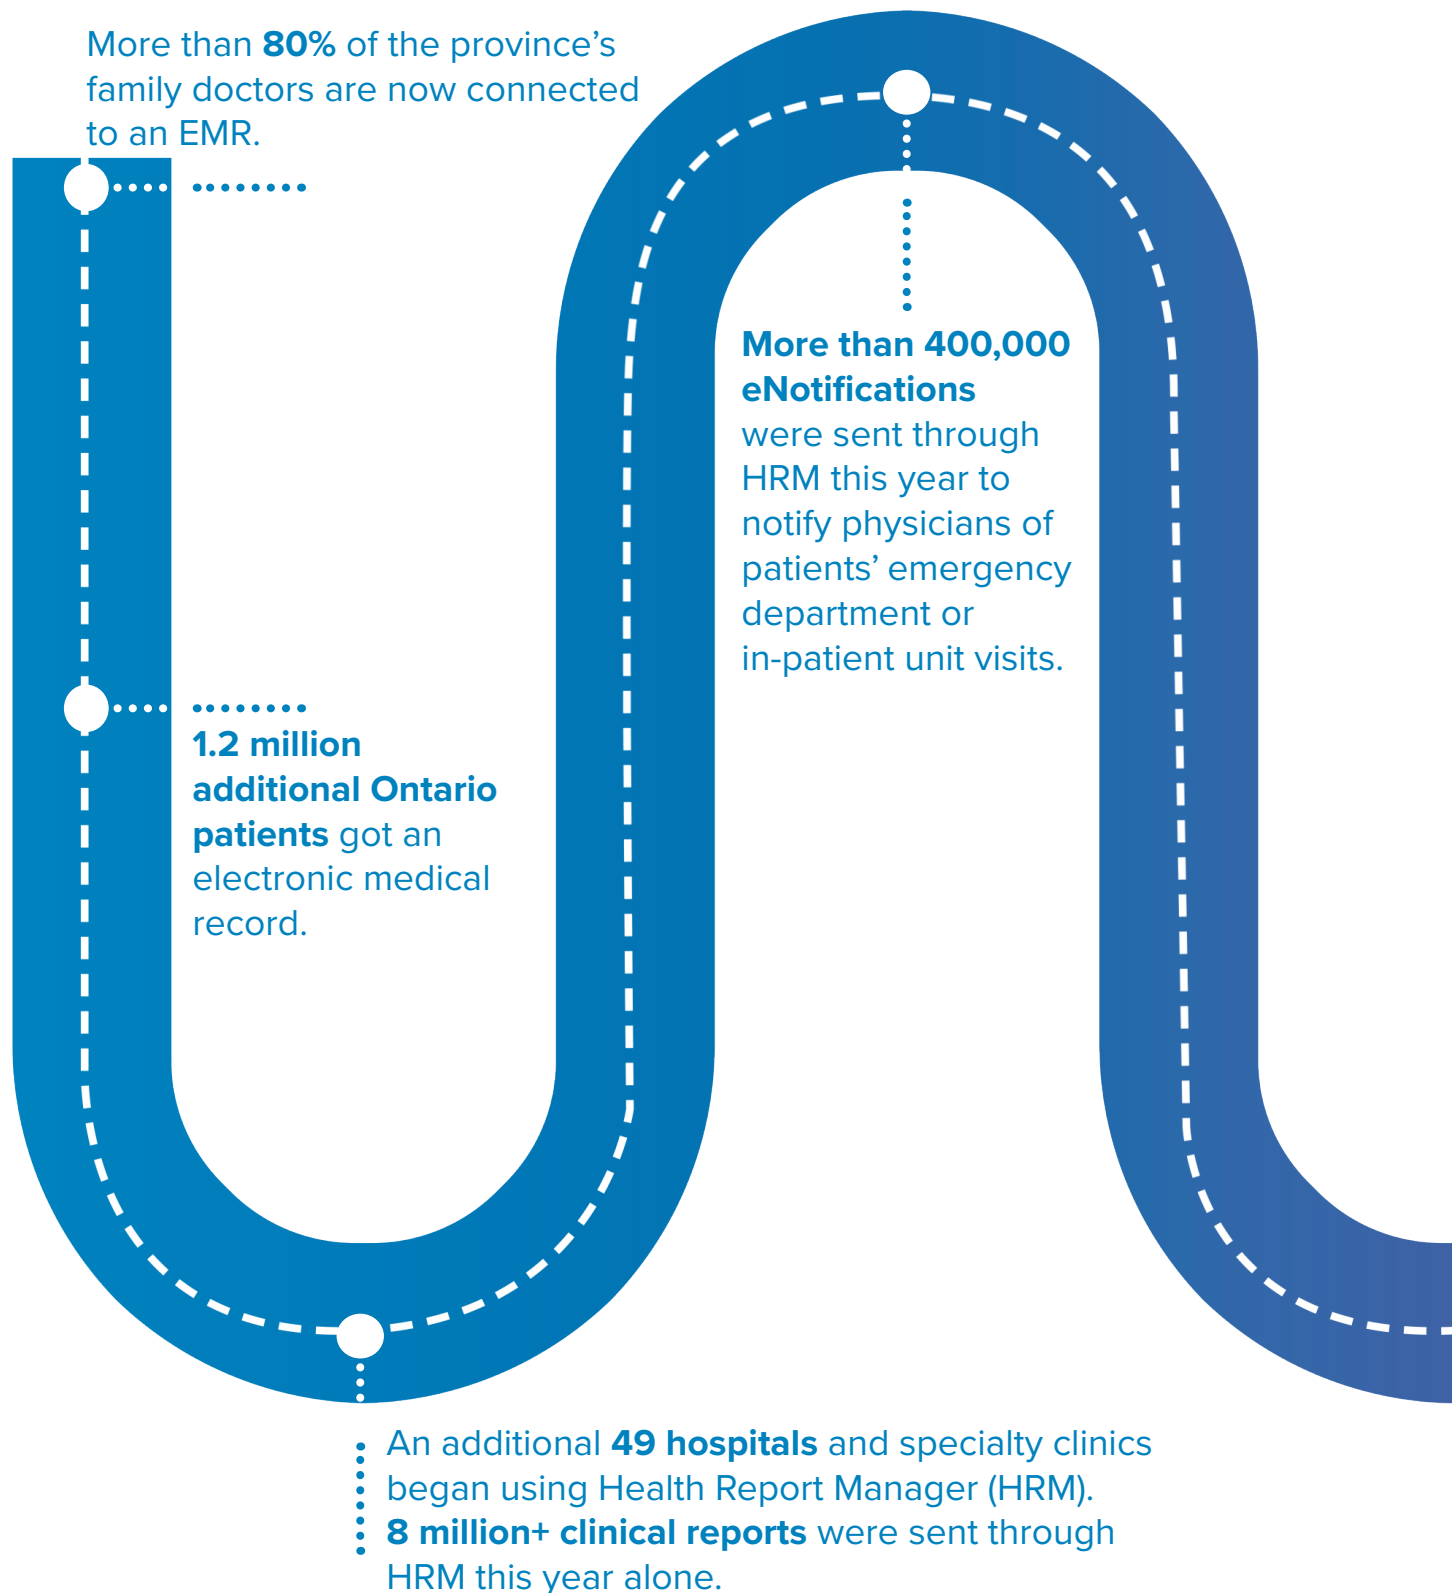 More than 80% of the province’s
family doctors are now connected
to an EMR.
1.2 million
additional Ontario
patients got an
electronic medical
record.
An additional 49 hospitals and specialty clinics
began using Health Report Manager (HRM).
8 million+ clinical reports were sent through
HRM this year alone.
More than 400,000
eNotifications
were sent through
HRM this year to
notify physicians of
patients’ emergency
department or
in-patient unit visits.